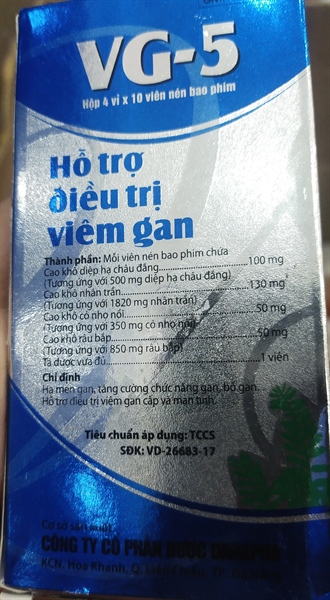 VG-5
Hộp 4 vỉ x 10 viên nén bao phim
Hỗ trợ
điều trị
viêm gan
Thành phần: Mỗi viên nén bao phim chứa
Cao khô diệp hạ châu đắng...............................100 mg
(Tương ứng với 500 mg diệp hạ châu đắng)
Cao khô nhân trần...............................130 mg
(Tương ứng với 1820 mg nhân trần)
Cao khô cỏ nhọ nồi...............................50 mg
(Tương ứng với 350 mg cỏ nhọ nồi)
Cao khô râu bắp...............................50 mg
(Tương ứng với 850 mg râu bắp)
Tá dược vừa đủ...............................1 viên
Chỉ định
Hạ men gan, tăng cường chức năng gan, bổ gan.
Hỗ trợ điều trị viêm gan cấp và mạn tính.
Tiêu chuẩn áp dụng: TCCS
SĐK: VD-26683-17
Cơ sở sản xuất:
CÔNG TY CỔ PHẦN DƯỢC DANAPHA
KCN. Hòa Khánh, Q. Liên Chiểu, TP.